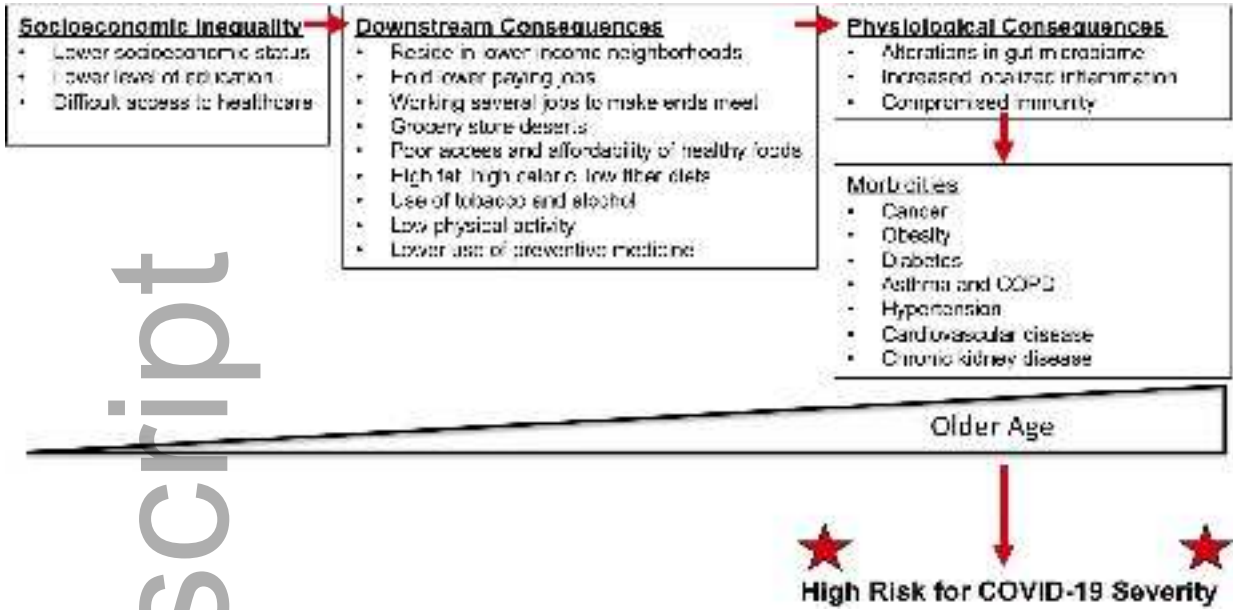 Socioeconomic Inequality
• Lower socioeconomic status
• Lower level of education
• Difficult access to healthcare
Downstream Consequences
• Reside in lower income neighborhoods
• Hold lower paying jobs
• Working several jobs to make ends meet
• Grocery store deserts
• Poor access and affordability of healthy foods
• High fat, high caloric, low fiber diets
• Use of tobacco and alcohol
• Low physical activity
• Lower use of preventive medicine
Physiological Consequences
• Alterations in gut microbiome
• Increased localized inflammation
• Compromised immunity
Morbidities
• Cancer
• Obesity
• Diabetes
• Asthma and COPD
• Hypertension
• Cardiovascular disease
• Chronic kidney disease
Older Age
High Risk for COVID-19 Severity
script